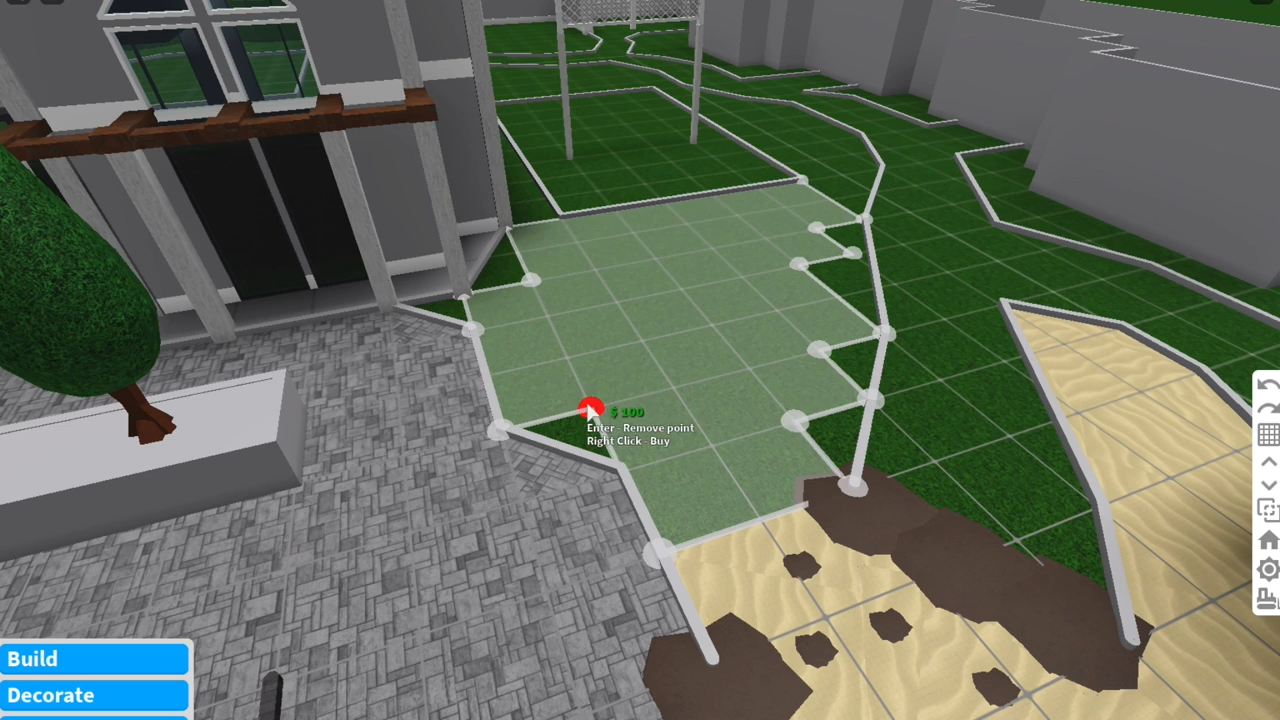 $ 100
Enter - Remove point
Right Click - Buy
Build
Decorate